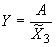 Y = A / X̃₃